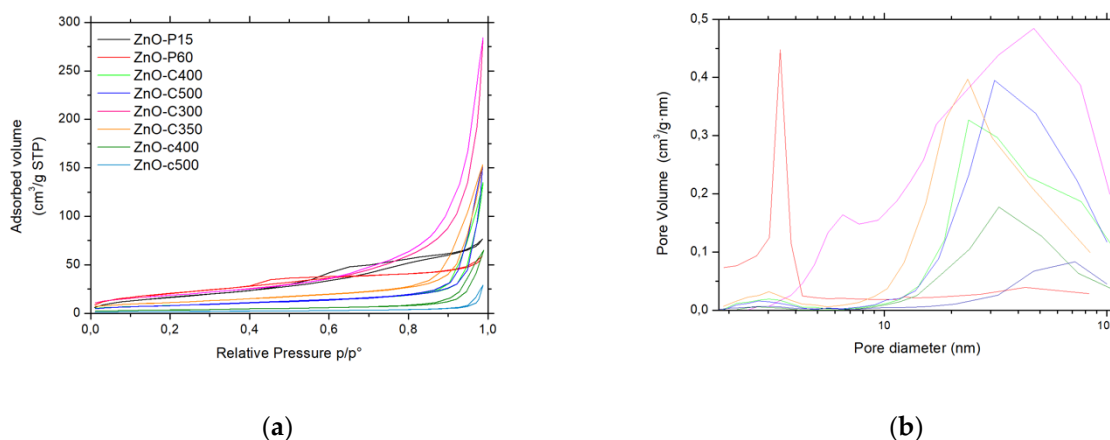 300
250
200
150
100
50
0
Adsorbed volume
(cm³/g STP)
ZnO-P15
ZnO-P60
ZnO-C400
ZnO-C500
ZnO-C300
ZnO-C350
ZnO-c400
ZnO-c500
0,0 0,2 0,4 0,6 0,8 1,0
Relative Pressure p/p°
(a)
0,5
0,4
0,3
0,2
0,1
0,0
Pore Volume (cm³/g·nm)
10
Pore diameter (nm)
(b)